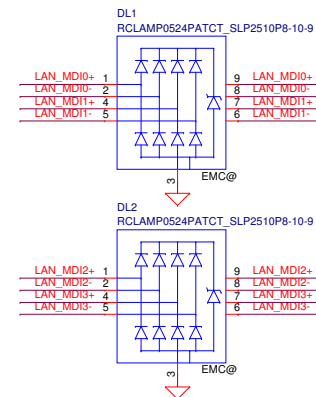 DL1
RCLAMP0524PATCT_SLP2510P8-10-9
LAN_MDI0+ 1 9 LAN_MDI0+
LAN_MDI0- 2 8 LAN_MDI0-
LAN_MDI1+ 4 7 LAN_MDI1+
LAN_MDI1- 5 6 LAN_MDI1-
3 EMC@
DL2
RCLAMP0524PATCT_SLP2510P8-10-9
LAN_MDI2+ 1 9 LAN_MDI2+
LAN_MDI2- 2 8 LAN_MDI2-
LAN_MDI3+ 4 7 LAN_MDI3+
LAN_MDI3- 5 6 LAN_MDI3-
3 EMC@